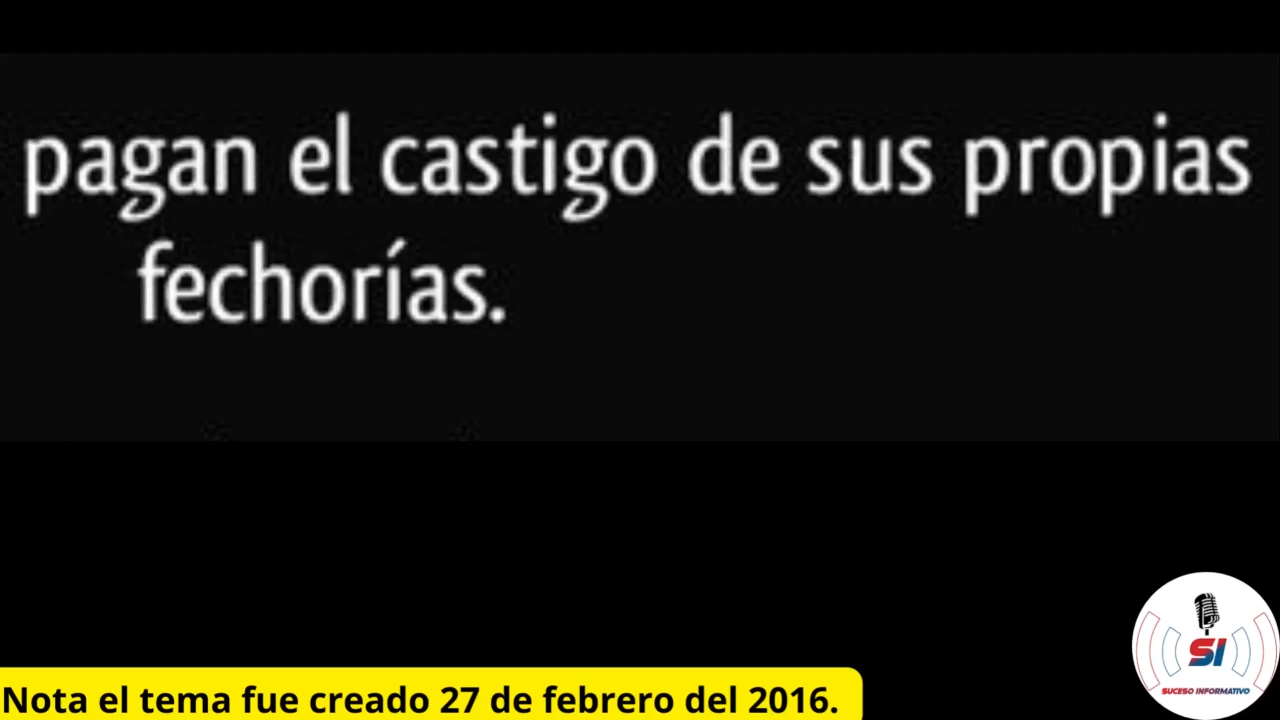 pagan el castigo de sus propias
fechorías.
SI
SUCESO INFORMATIVO
Nota el tema fue creado 27 de febrero del 2016.